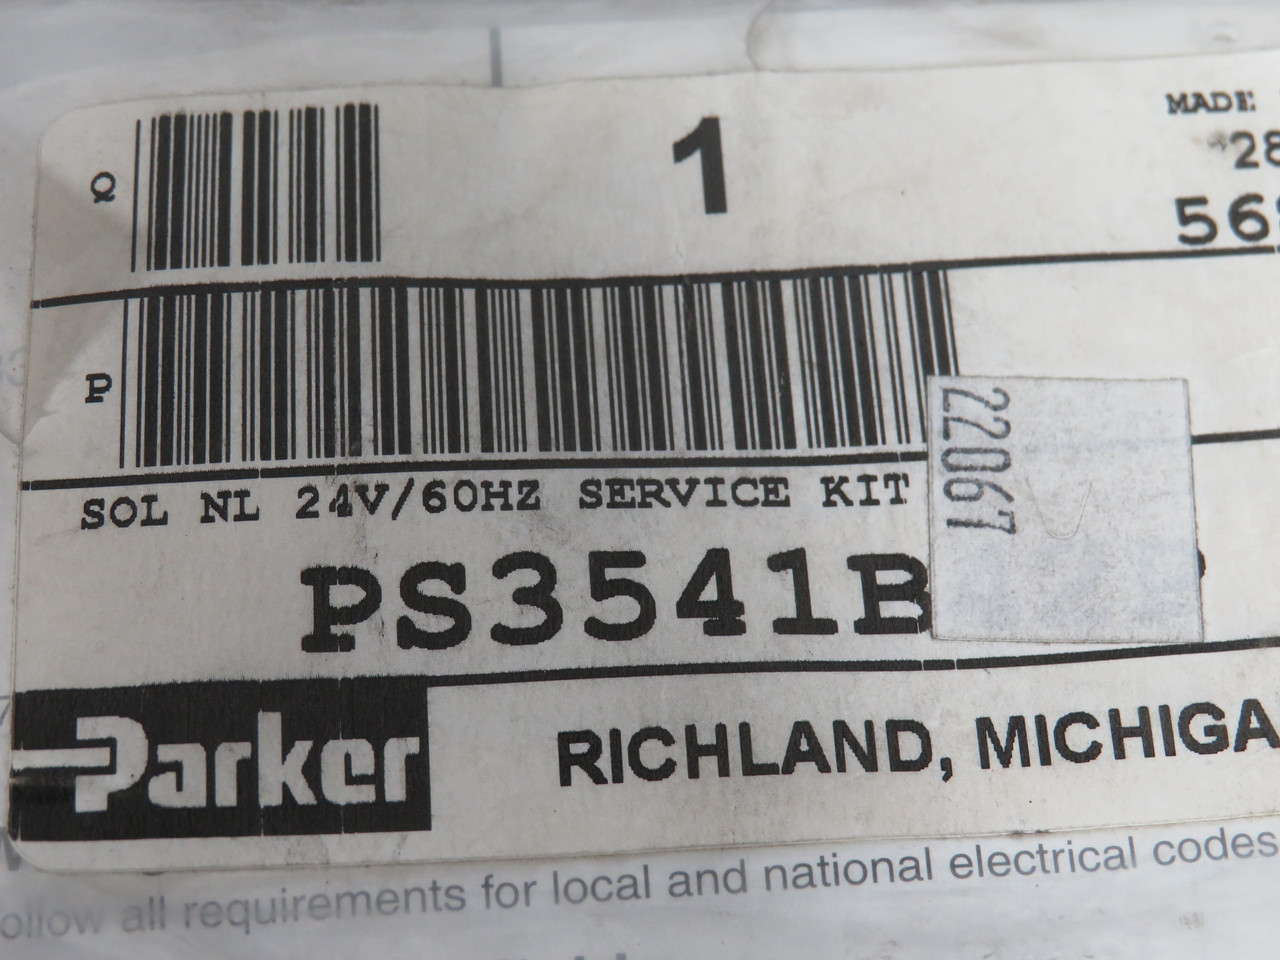 Q
1
MADE
28
56
P
22067
SOL NL 24V/60HZ SERVICE KIT
PS3541B
Parker
RICHLAND, MICHIGA
ollow all requirements for local and national electrical codes